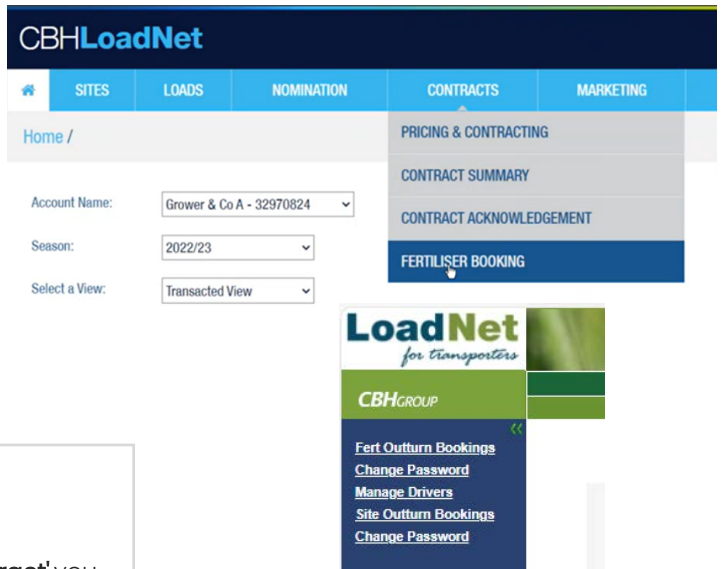 CBHLoadNet
SITES LOADS NOMINATION CONTRACTS MARKETING
Home /
PRICING & CONTRACTING
CONTRACT SUMMARY
CONTRACT ACKNOWLEDGEMENT
FERTILISER BOOKING
Account Name: Grower & Co A - 32970824
Season: 2022/23
Select a View: Transacted View
LoadNet
for transporters
CBHGROUP
<<
Fert Outturn Bookings
Change Password
Manage Drivers
Site Outturn Bookings
Change Password